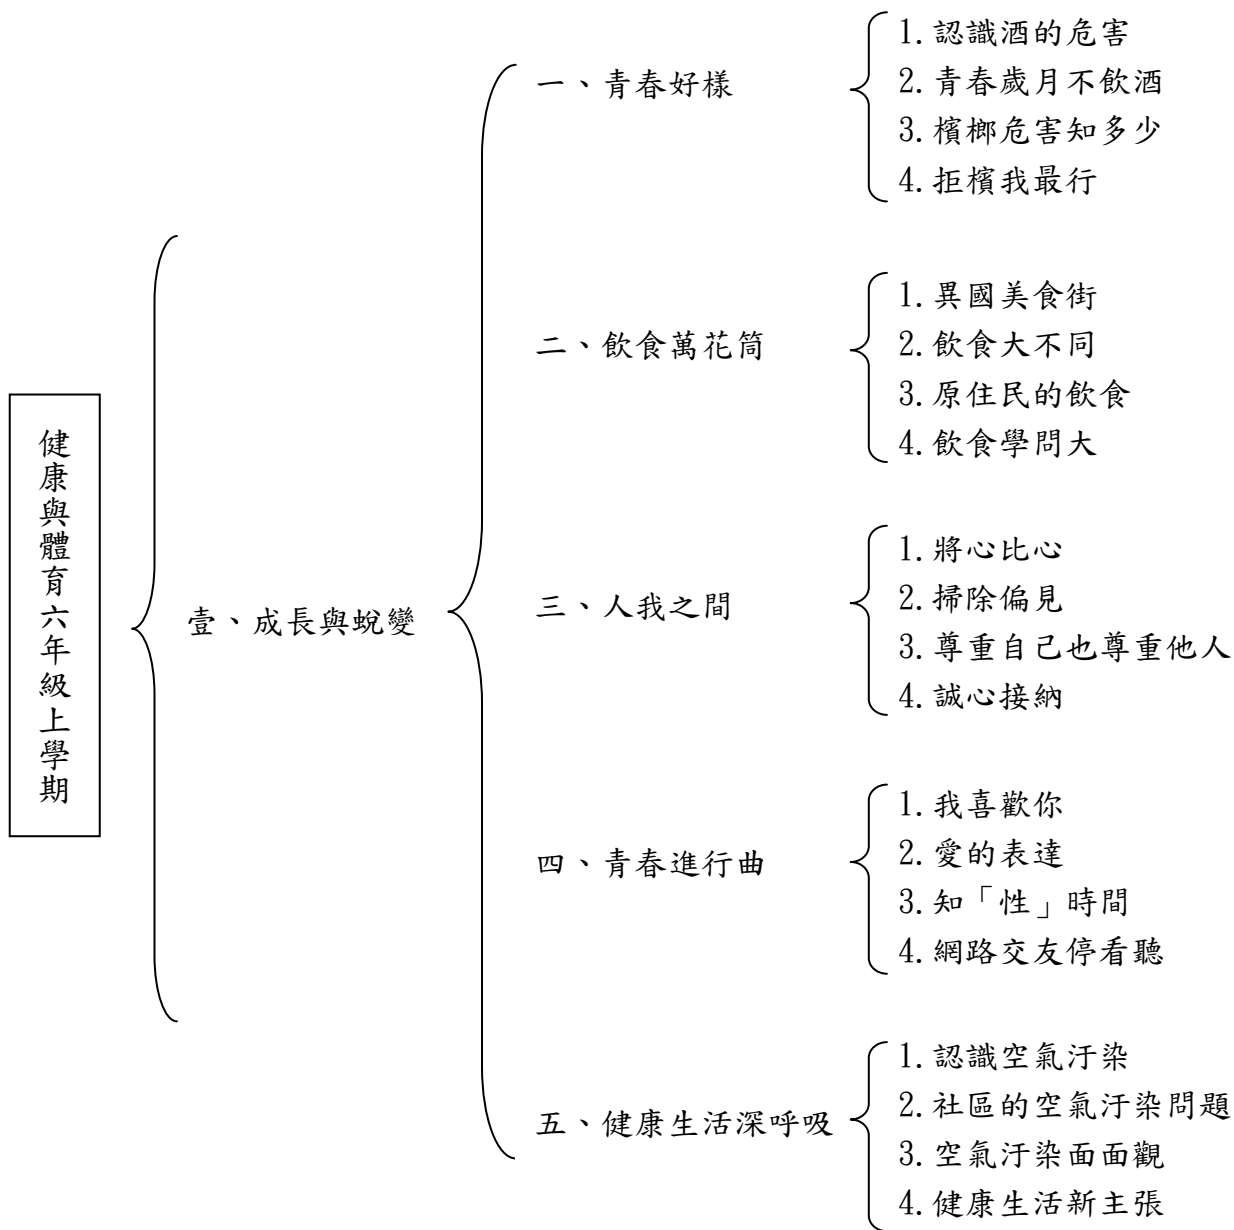 健康與體育六年級上學期
壹、成長與蛻變
一、青春好樣
1.認識酒的危害
2.青春歲月不飲酒
3.檳榔危害知多少
4.拒檳我最行
二、飲食萬花筒
1.異國美食街
2.飲食大不同
3.原住民的飲食
4.飲食學問大
三、人我之間
1.將心比心
2.掃除偏見
3.尊重自己也尊重他人
4.誠心接納
四、青春進行曲
1.我喜歡你
2.愛的表達
3.知「性」時間
4.網路交友停看聽
五、健康生活深呼吸
1.認識空氣汙染
2.社區的空氣汙染問題
3.空氣汙染面面觀
4.健康生活新主張